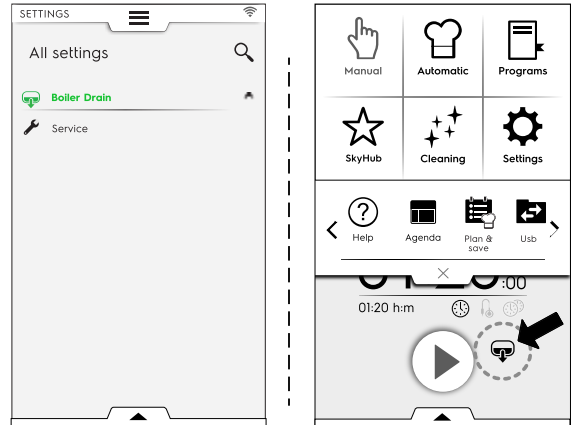 SETTINGS
All settings
Boiler Drain
Service
Manual
Automatic
Programs
SkyHub
Cleaning
Settings
Help
Agenda
Plan &
save
Usb
:00
01:20 h:m